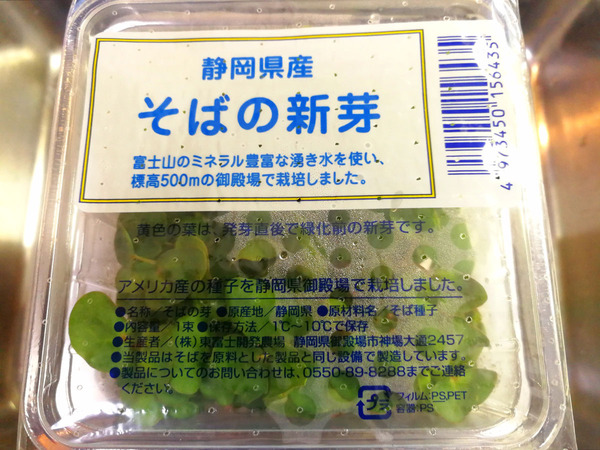 静岡県産
そばの新芽
富士山のミネラル豊富な湧き水を使い、
標高500mの御殿場で栽培しました。
4 973450 156435
黄色の葉は、発芽直後で緑化前の新芽です。
アメリカ産の種子を静岡県御殿場で栽培しました。
●名称／そばの芽 ●原産地／静岡県 ●原材料名／そば種子
●内容量／1束 ●保存方法／1℃~10℃で保存
●生産者／(株)東富士開発農場 静岡県御殿場市神場大道2457
●当製品はそばを原料とした製品と同じ設備で製造しています。
●製品についてのお問い合わせは、0550-89-8288までご連絡
ください。
プラ
フィルム:PS,PET
容器:PS